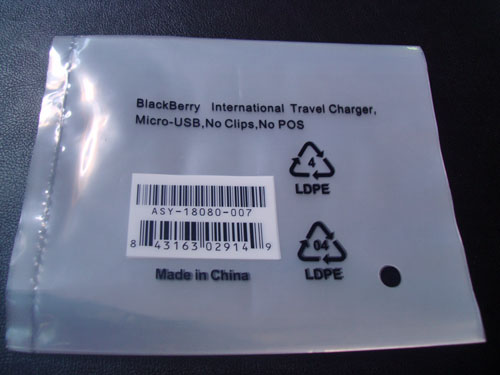 BlackBerry International Travel Charger,
Micro-USB,No Clips,No POS
4
LDPE
ASY-18080-007
8 43163 02914 9
04
LDPE
Made in China